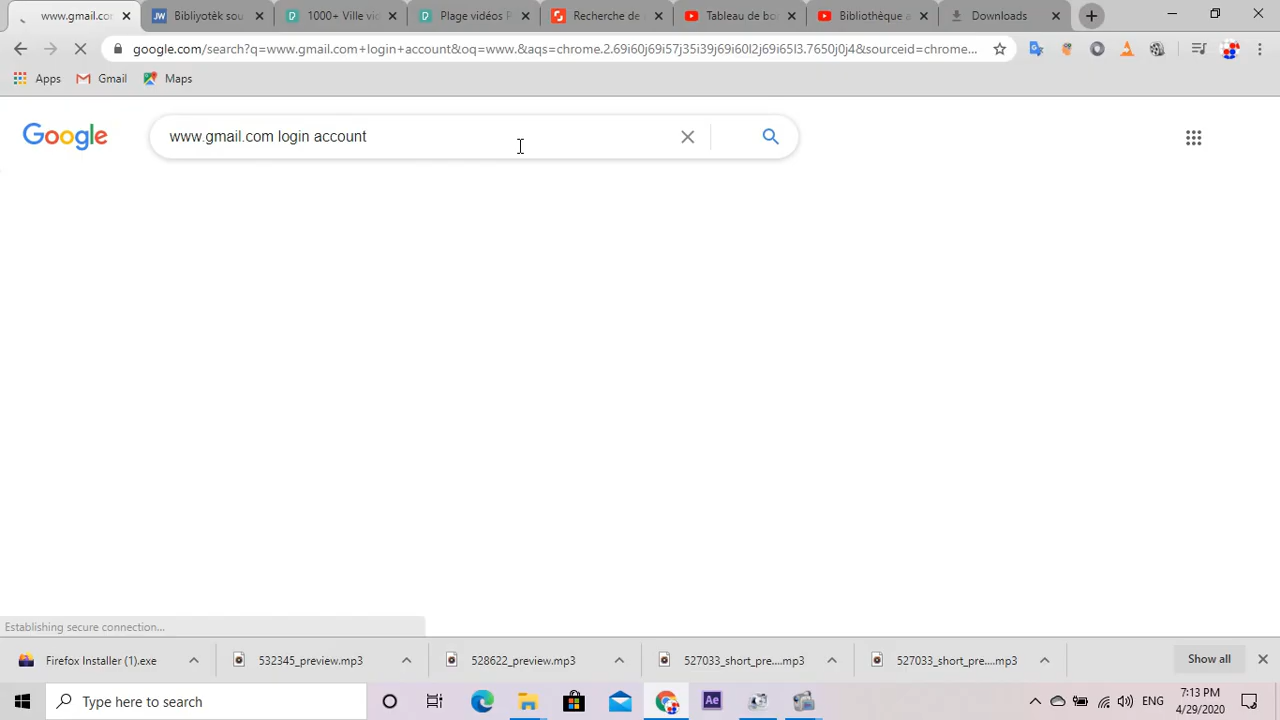 www.gmail.co
Bibliyotèk sou
1000+ Ville vid
Plage vidéos R
Recherche de
Tableau de bo
Bibliothèque a
Downloads
google.com/search?q=www.gmail.com+login+account&oq=www.&aqs=chrome.2.69i60j69i57j35i39j69i60l2j69i65l3.7650j0j4&sourceid=chrome...
Apps
Gmail
Maps
Google
www.gmail.com login account
Establishing secure connection...
Firefox Installer (1).exe
532345_preview.mp3
528622_preview.mp3
527033_short_pre....mp3
527033_short_pre....mp3
Show all
Type here to search
Ae
ENG
7:13 PM
4/29/2020